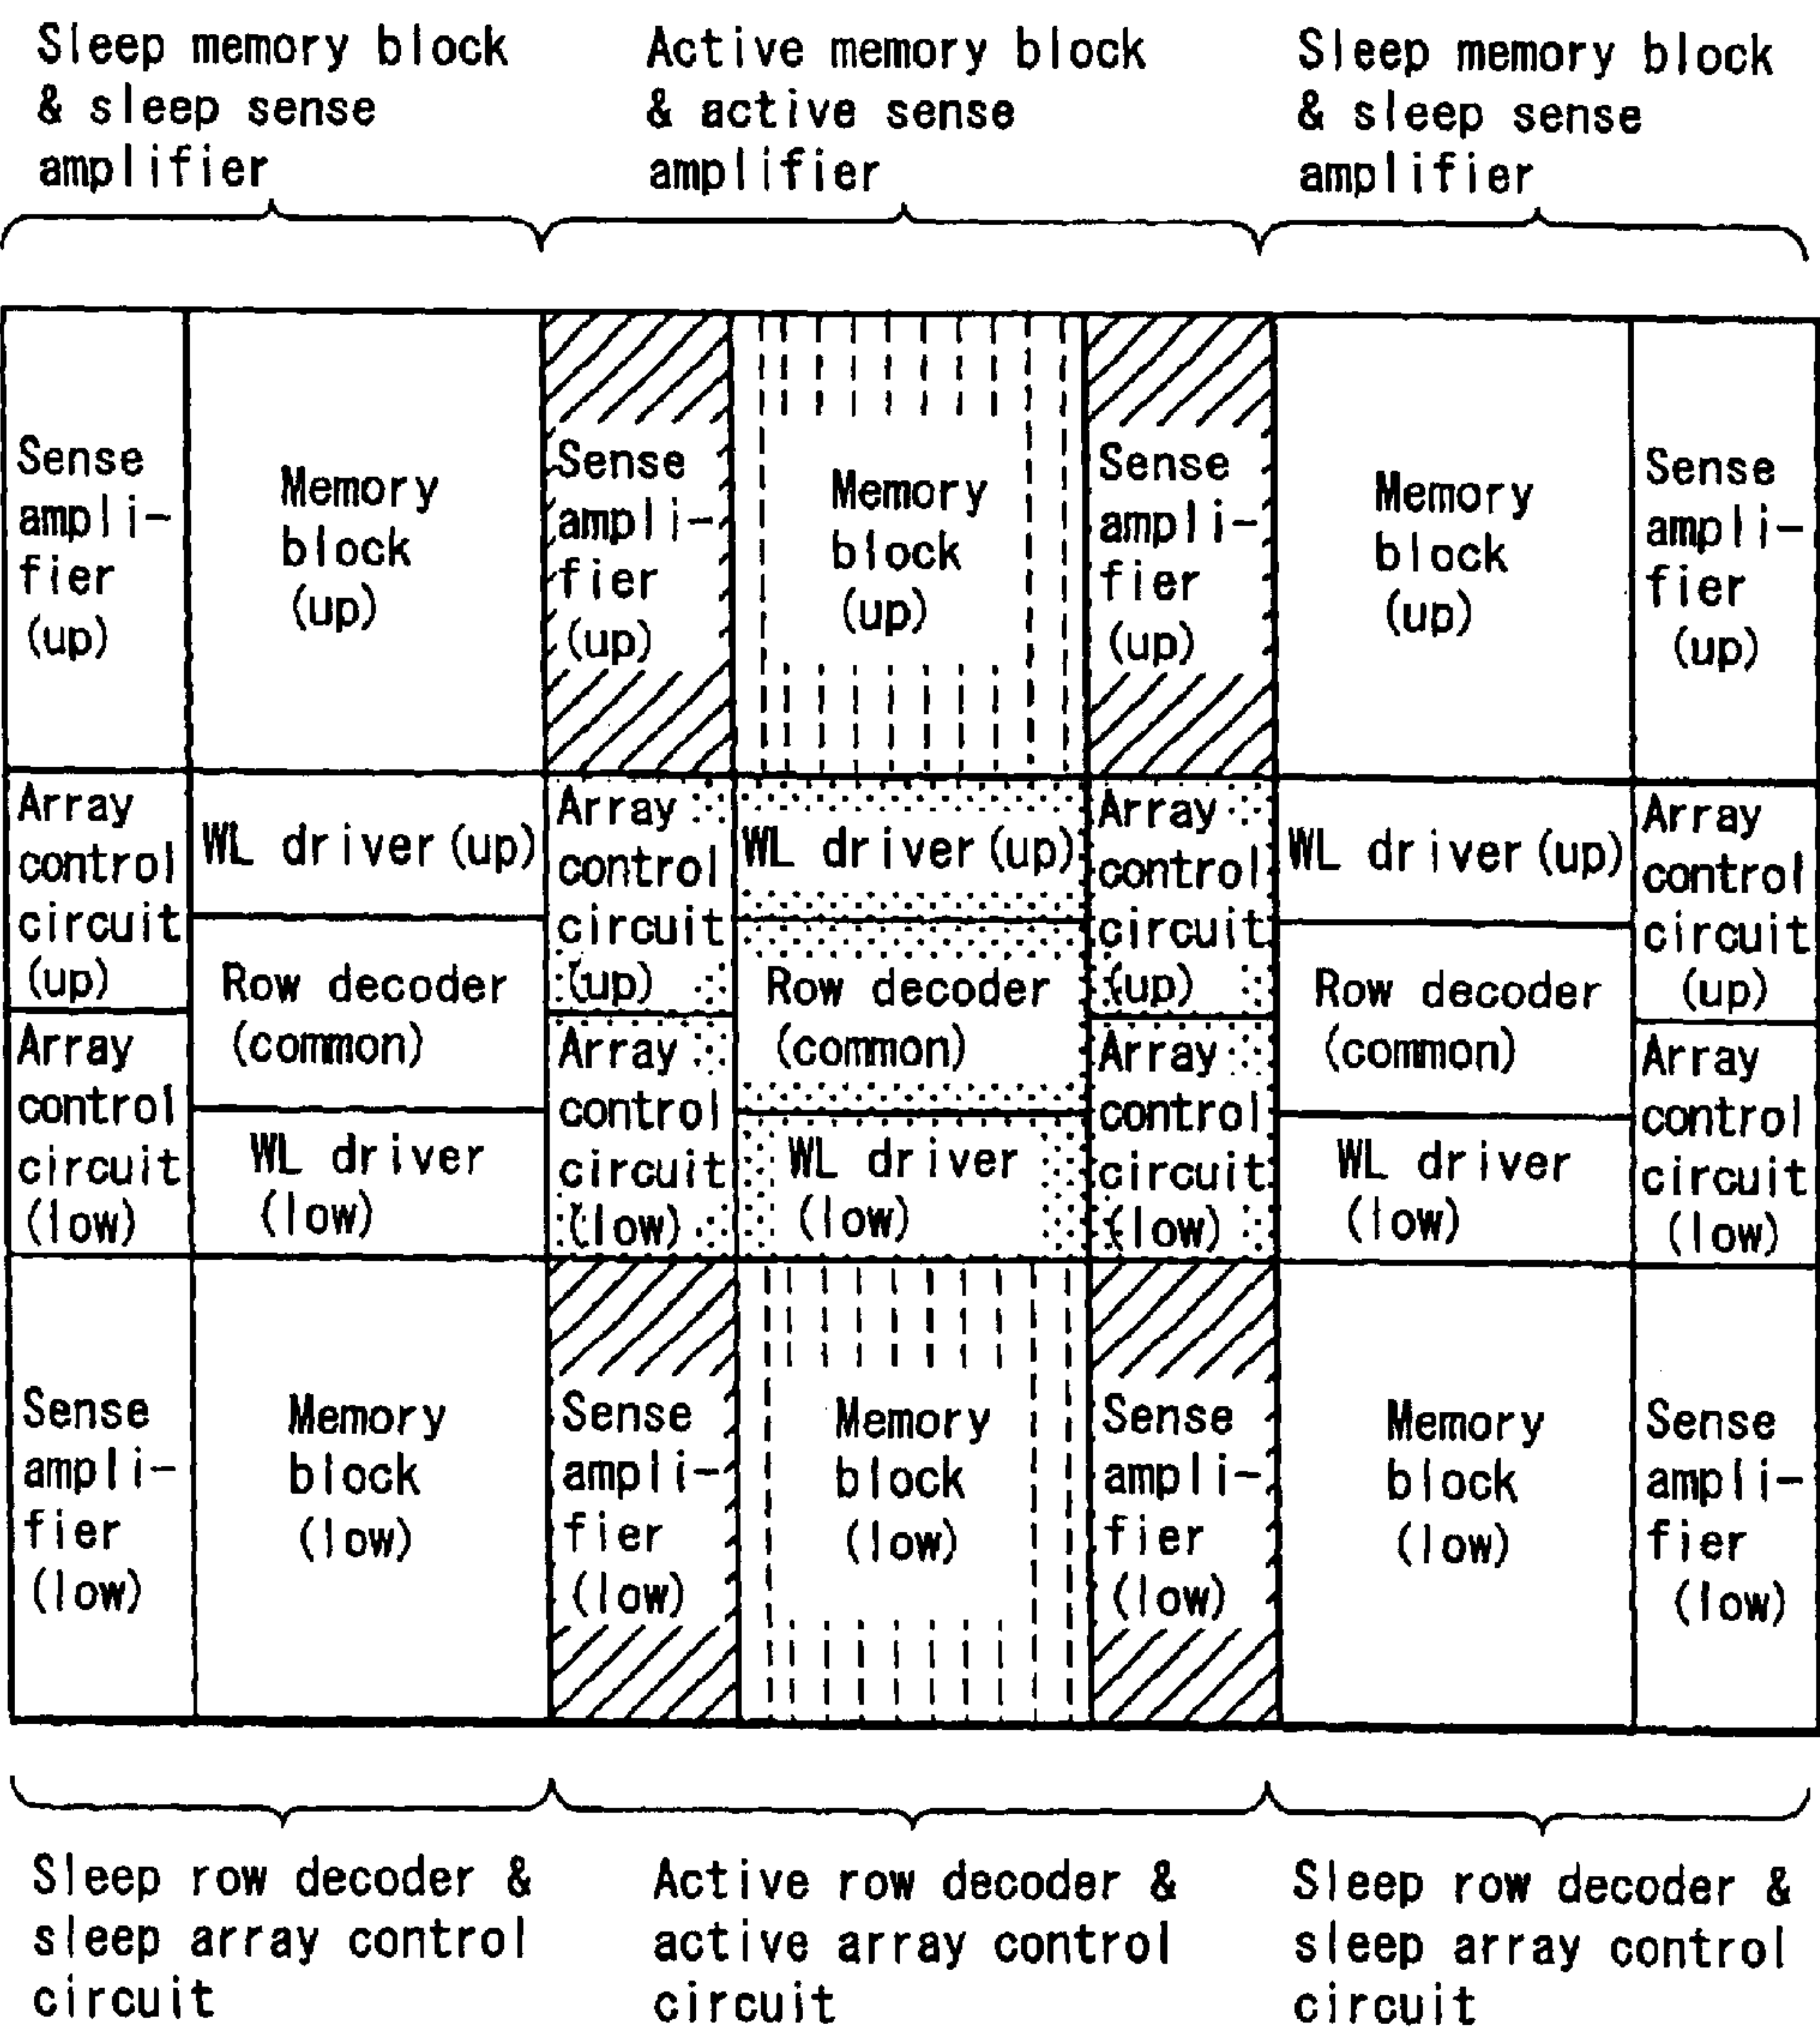 Sleep memory block
& sleep sense
amplifier
Active memory block
& active sense
amplifier
Sleep memory block
& sleep sense
amplifier
Sense
ampli-
fier
(up)
Memory
block
(up)
Sense
ampli-
fier
(up)
Memory
block
(up)
Sense
ampli-
fier
(up)
Memory
block
(up)
Sense
ampli-
fier
(up)
Array
control
circuit
(up)
WL driver(up)
Array
control
circuit
(up)
WL driver(up)
Array
control
circuit
(up)
WL driver(up)
Array
control
circuit
(up)
Row decoder
(common)
Row decoder
(common)
Row decoder
(common)
Array
control
circuit
(low)
WL driver
(low)
Array
control
circuit
(low)
WL driver
(low)
Array
control
circuit
(low)
WL driver
(low)
Array
control
circuit
(low)
Sense
ampli-
fier
(low)
Memory
block
(low)
Sense
ampli-
fier
(low)
Memory
block
(low)
Sense
ampli-
fier
(low)
Memory
block
(low)
Sense
ampli-
fier
(low)
Sleep row decoder &
sleep array control
circuit
Active row decoder &
active array control
circuit
Sleep row decoder &
sleep array control
circuit